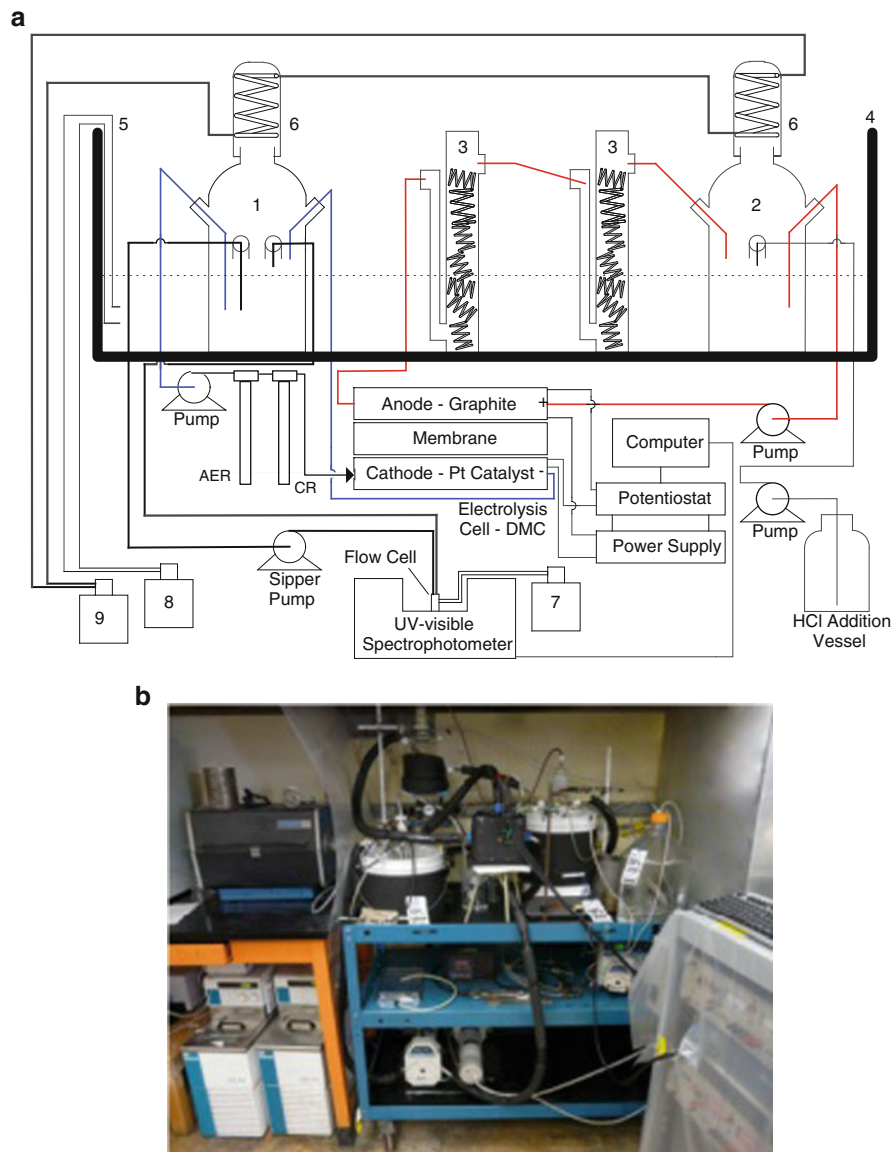 a
5
6
6
4
3
3
1
2
Pump
AER
CR
Anode - Graphite +
Membrane
Cathode - Pt Catalyst -
Electrolysis
Cell - DMC
Computer
Potentiostat
Power Supply
Pump
Pump
HCl Addition
Vessel
Sipper
Pump
Flow Cell
UV-visible
Spectrophotometer
7
8
9
b